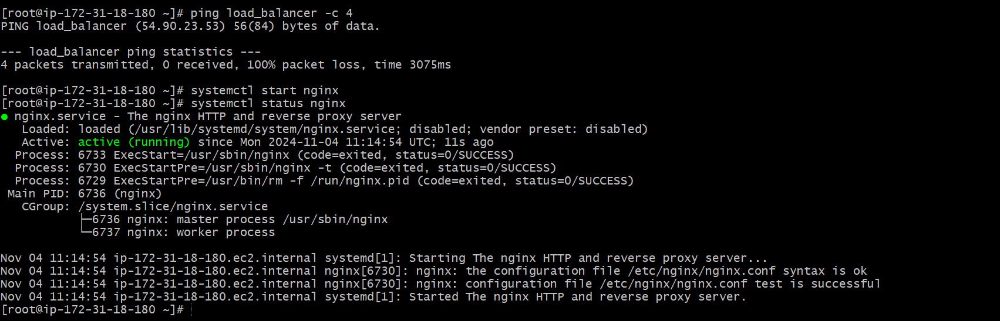 [root@ip-172-31-18-180 ~]# ping load_balancer -c 4
PING load_balancer (54.90.23.53) 56(84) bytes of data.
--- load_balancer ping statistics ---
4 packets transmitted, 0 received, 100% packet loss, time 3075ms
[root@ip-172-31-18-180 ~]# systemctl start nginx
[root@ip-172-31-18-180 ~]# systemctl status nginx
● nginx.service - The nginx HTTP and reverse proxy server
   Loaded: loaded (/usr/lib/systemd/system/nginx.service; disabled; vendor preset: disabled)
   Active: active (running) since Mon 2024-11-04 11:14:54 UTC; 11s ago
  Process: 6733 ExecStart=/usr/sbin/nginx (code=exited, status=0/SUCCESS)
  Process: 6730 ExecStartPre=/usr/sbin/nginx -t (code=exited, status=0/SUCCESS)
  Process: 6729 ExecStartPre=/usr/bin/rm -f /run/nginx.pid (code=exited, status=0/SUCCESS)
 Main PID: 6736 (nginx)
   CGroup: /system.slice/nginx.service
           ├─6736 nginx: master process /usr/sbin/nginx
           └─6737 nginx: worker process
Nov 04 11:14:54 ip-172-31-18-180.ec2.internal systemd[1]: Starting The nginx HTTP and reverse proxy server...
Nov 04 11:14:54 ip-172-31-18-180.ec2.internal nginx[6730]: nginx: the configuration file /etc/nginx/nginx.conf syntax is ok
Nov 04 11:14:54 ip-172-31-18-180.ec2.internal nginx[6730]: nginx: configuration file /etc/nginx/nginx.conf test is successful
Nov 04 11:14:54 ip-172-31-18-180.ec2.internal systemd[1]: Started The nginx HTTP and reverse proxy server.
[root@ip-172-31-18-180 ~]#